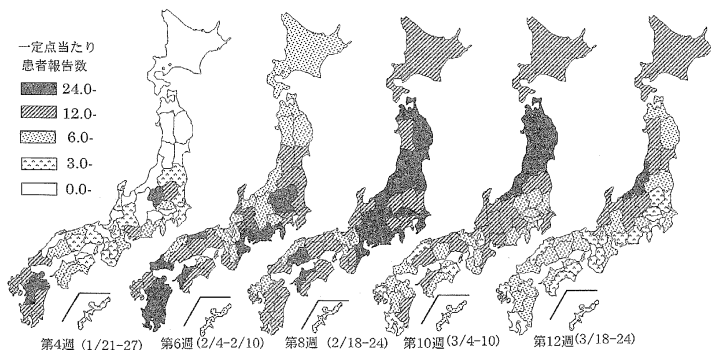 一定点当たり
患者報告数
24.0-
12.0-
6.0-
3.0-
0.0-
第4週 (1/21-27)
第6週 (2/4-2/10)
第8週 (2/18-24)
第10週 (3/4-10)
第12週 (3/18-24)